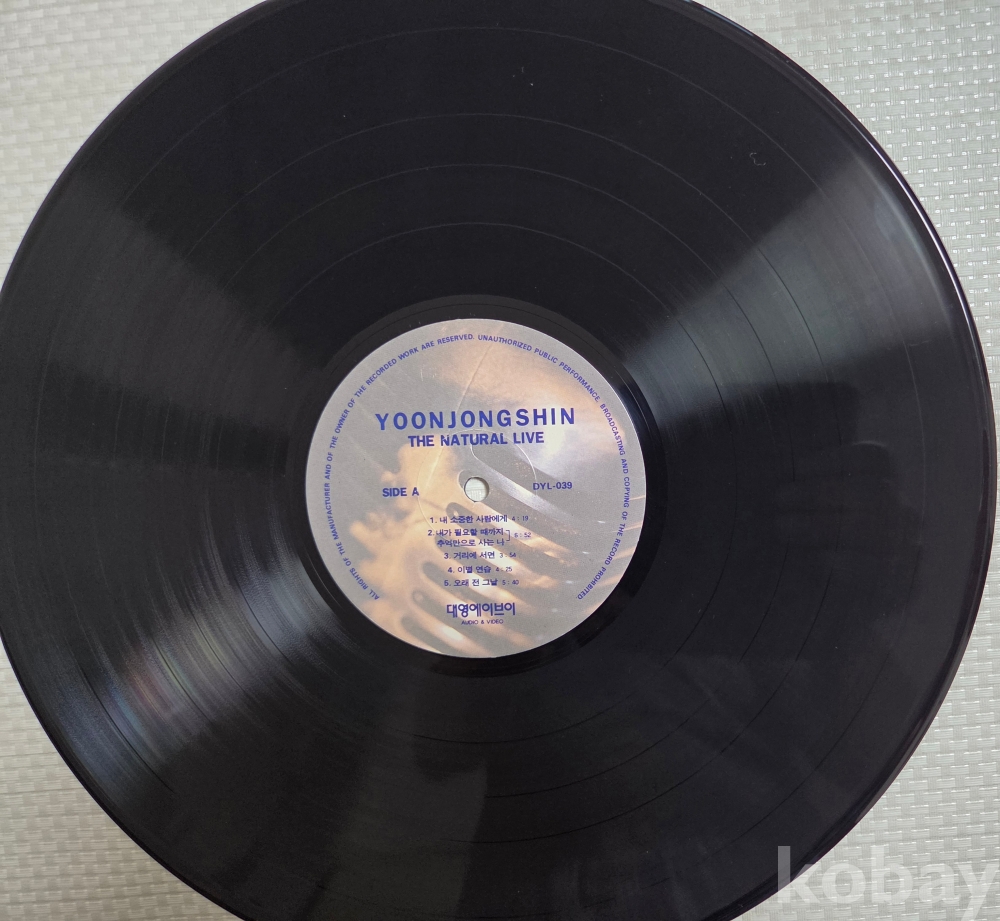 ALL RIGHTS OF THE MANUFACTURER AND OF THE OWNER OF THE RECORDED WORK ARE RESERVED. UNAUTHORIZED PUBLIC PERFORMANCE, BROADCASTING AND COPYING OF THE RECORD PROHIBITED.
YOONJONGSHIN
THE NATURAL LIVE
SIDE A DYL-039
1. 내 소중한 사람에게 4:19
2. 내가 필요할 때까지
추억만으로 사는 나 ] 6:52
3. 거리에 서면 3:54
4. 이별 연습 4:25
5. 오래 전 그날 5:40
대영에이브이
AUDIO & VIDEO
kobay